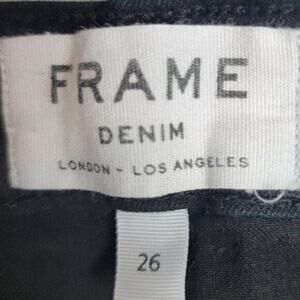 FRAME
DENIM
LONDON - LOS ANGELES
26